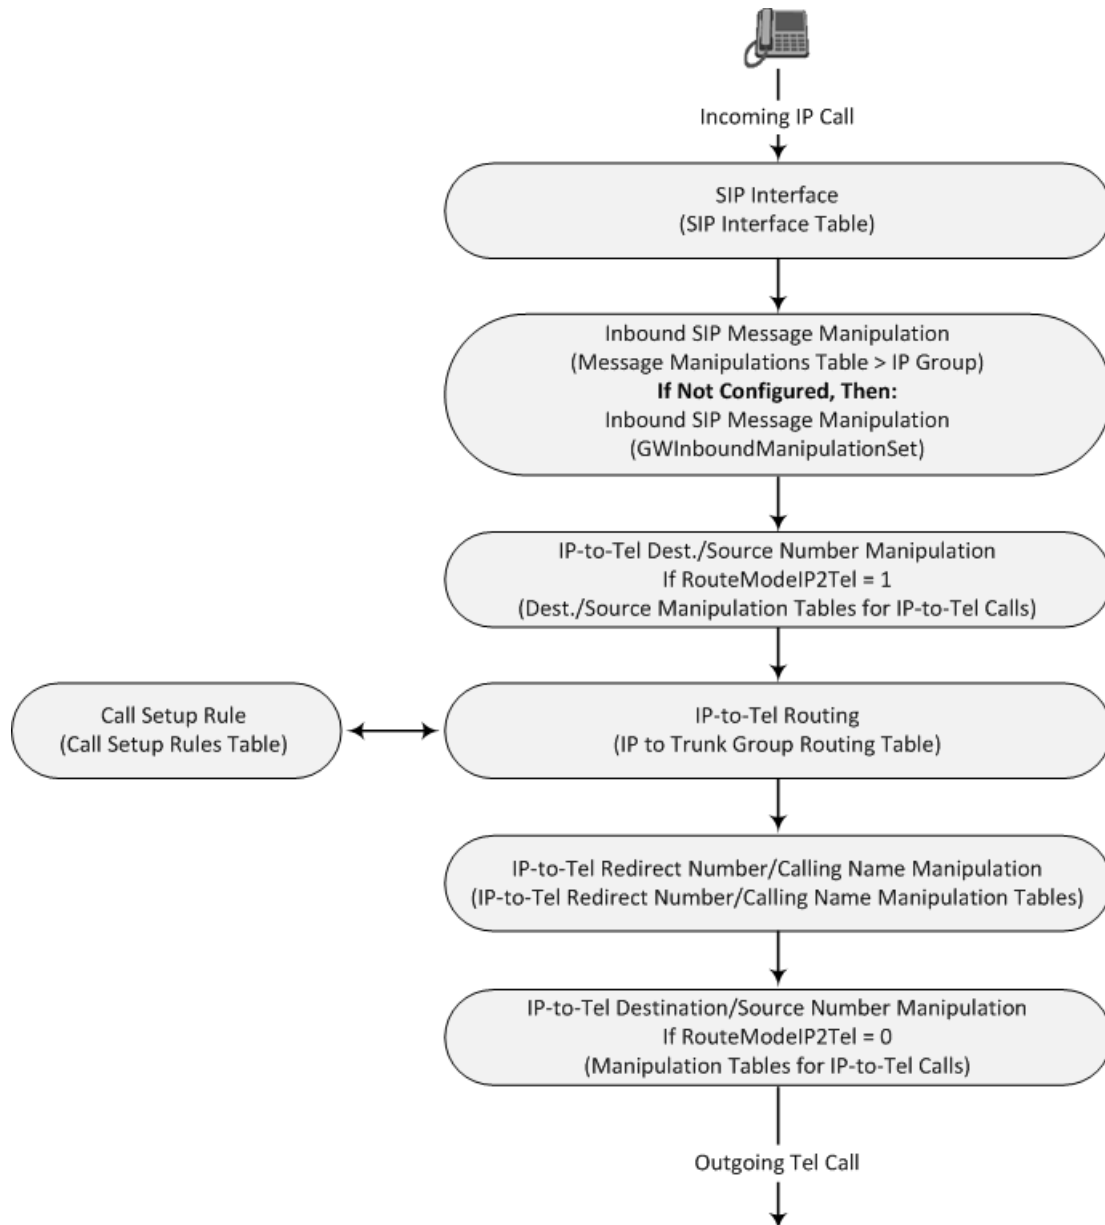 Incoming IP Call
SIP Interface
(SIP Interface Table)
Inbound SIP Message Manipulation
(Message Manipulations Table > IP Group)
If Not Configured, Then:
Inbound SIP Message Manipulation
(GWInboundManipulationSet)
IP-to-Tel Dest./Source Number Manipulation
If RouteModeIP2Tel = 1
(Dest./Source Manipulation Tables for IP-to-Tel Calls)
Call Setup Rule
(Call Setup Rules Table)
IP-to-Tel Routing
(IP to Trunk Group Routing Table)
IP-to-Tel Redirect Number/Calling Name Manipulation
(IP-to-Tel Redirect Number/Calling Name Manipulation Tables)
IP-to-Tel Destination/Source Number Manipulation
If RouteModeIP2Tel = 0
(Manipulation Tables for IP-to-Tel Calls)
Outgoing Tel Call